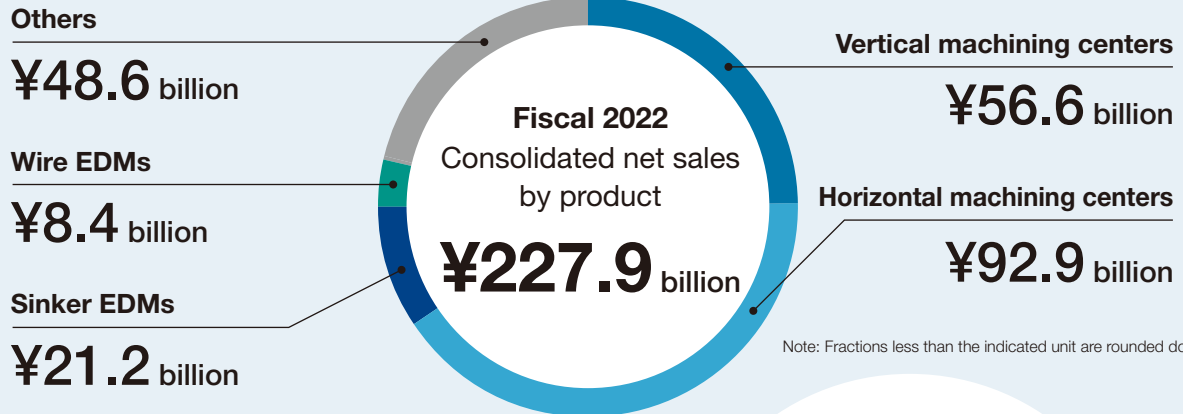 Others
¥48.6 billion
Wire EDMs
¥8.4 billion
Sinker EDMs
¥21.2 billion
Fiscal 2022
Consolidated net sales
by product
¥227.9 billion
Vertical machining centers
¥56.6 billion
Horizontal machining centers
¥92.9 billion
Note: Fractions less than the indicated unit are rounded